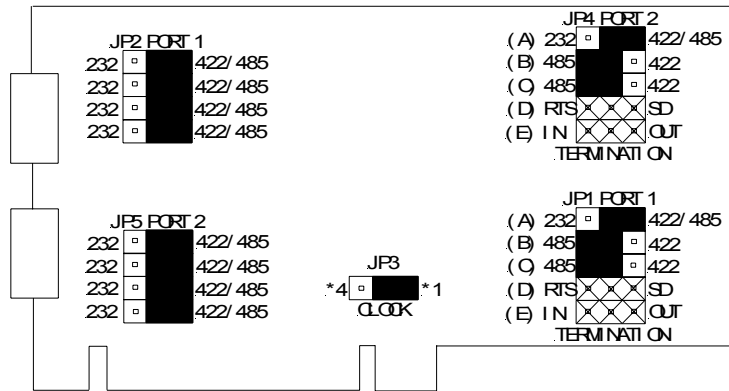 JP2 PORT 1
232 422/485
232 422/485
232 422/485
232 422/485
JP4 PORT 2
(A) 232 422/485
(B) 485 422
(C) 485 422
(D) RTS SD
(E) IN OUT
TERMINATION
JP5 PORT 2
232 422/485
232 422/485
232 422/485
232 422/485
JP3
*4 *1
CLOCK
JP1 PORT 1
(A) 232 422/485
(B) 485 422
(C) 485 422
(D) RTS SD
(E) IN OUT
TERMINATION